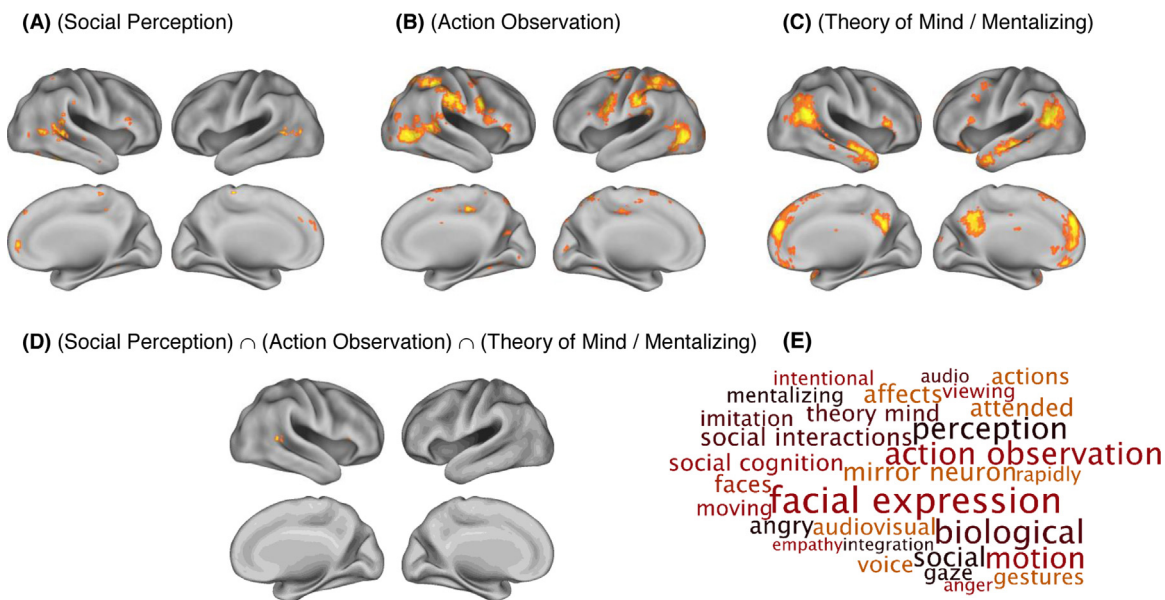 (A) (Social Perception)
(B) (Action Observation)
(C) (Theory of Mind / Mentalizing)
(D) (Social Perception) ∩ (Action Observation) ∩ (Theory of Mind / Mentalizing)
(E)
intentional
audio
actions
mentalizing
affects
viewing
imitation
theory mind
attended
social interactions
perception
action observation
social cognition
mirror neuron
rapidly
faces
moving
facial expression
angry
audiovisual
biological
empathy
integration
social
motion
voice
gaze
anger
gestures